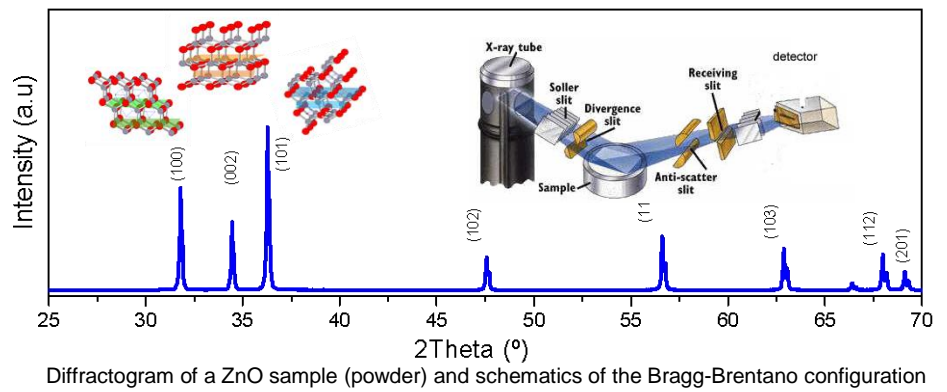 X-ray tube
Soller
slit
Divergence
slit
Sample
Receiving
slit
Anti-scatter
slit
detector
Intensity (a.u)
(100)
(002)
(101)
(102)
(11
(103)
(112)
(201)
25 30 35 40 45 50 55 60 65 70
2Theta (º)
Diffractogram of a ZnO sample (powder) and schematics of the Bragg-Brentano configuration